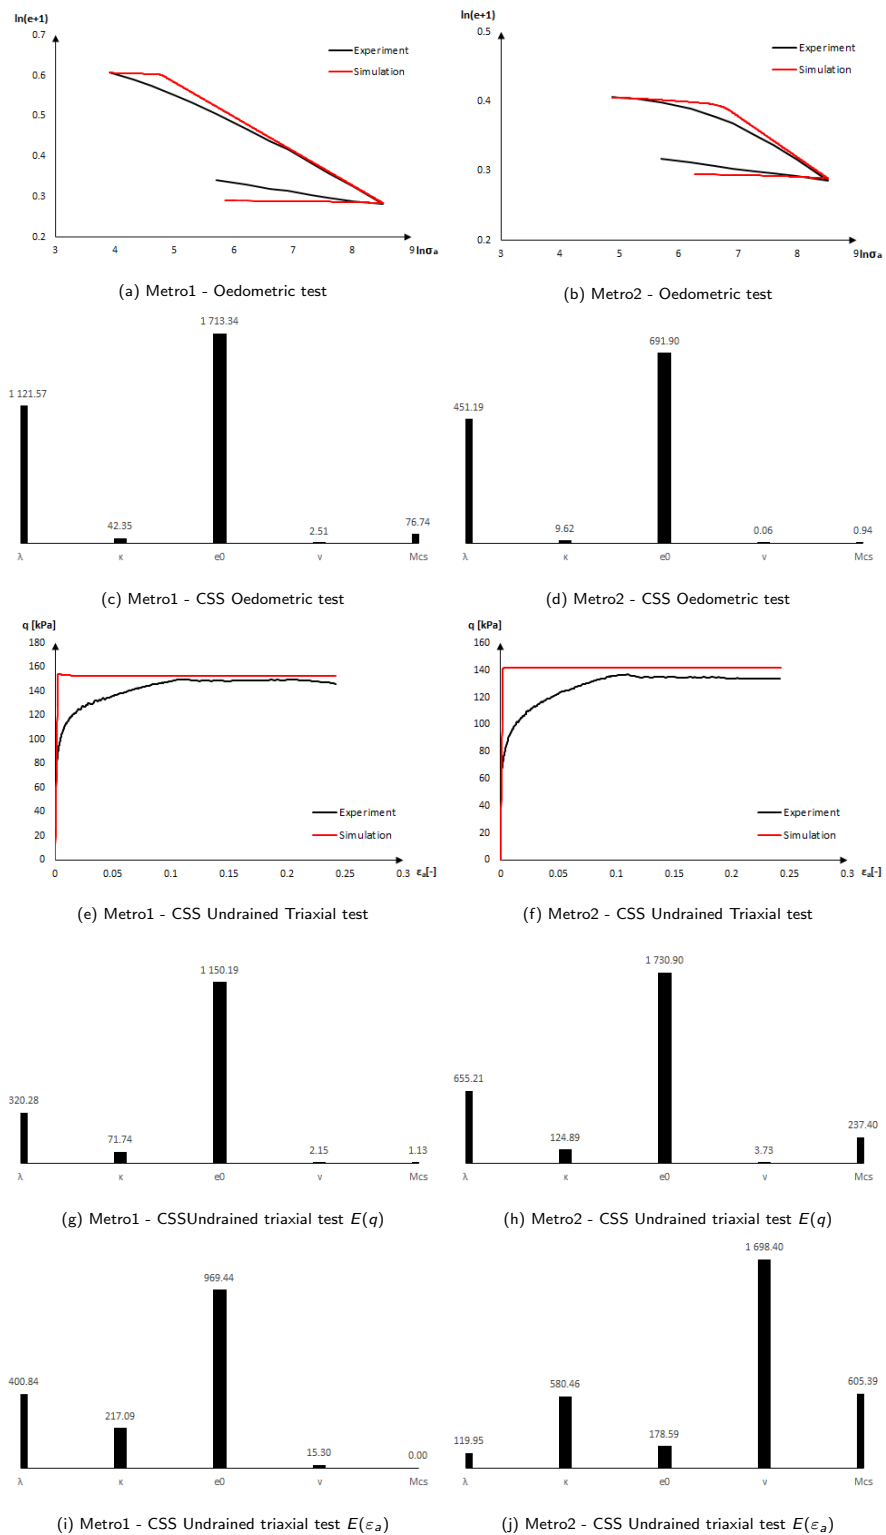 ln(e+1)
0.7
0.6
0.5
0.4
0.3
0.2
3 4 5 6 7 8 9 lnσa
Experiment
Simulation
(a) Metro1 - Oedometric test
ln(e+1)
0.5
0.4
0.3
0.2
3 4 5 6 7 8 9 lnσa
Experiment
Simulation
(b) Metro2 - Oedometric test
1 121.57
42.35
1 713.34
2.51
76.74
λ κ e0 ν Mcs
(c) Metro1 - CSS Oedometric test
451.19
9.62
691.90
0.06
0.94
λ κ e0 ν Mcs
(d) Metro2 - CSS Oedometric test
q [kPa]
180
160
140
120
100
80
60
40
20
0
0 0.05 0.1 0.15 0.2 0.25 0.3 εa[-]
Experiment
Simulation
(e) Metro1 - CSS Undrained Triaxial test
q [kPa]
160
140
120
100
80
60
40
20
0
0 0.05 0.1 0.15 0.2 0.25 0.3 εa[-]
Experiment
Simulation
(f) Metro2 - CSS Undrained Triaxial test
320.28
71.74
1 150.19
2.15
1.13
λ κ e0 ν Mcs
(g) Metro1 - CSSUndrained triaxial test E(q)
655.21
124.89
1 730.90
3.73
237.40
λ κ e0 ν Mcs
(h) Metro2 - CSS Undrained triaxial test E(q)
400.84
217.09
969.44
15.30
0.00
λ κ e0 ν Mcs
(i) Metro1 - CSS Undrained triaxial test E(εa)
119.95
580.46
178.59
1 698.40
605.39
λ κ e0 ν Mcs
(j) Metro2 - CSS Undrained triaxial test E(εa)